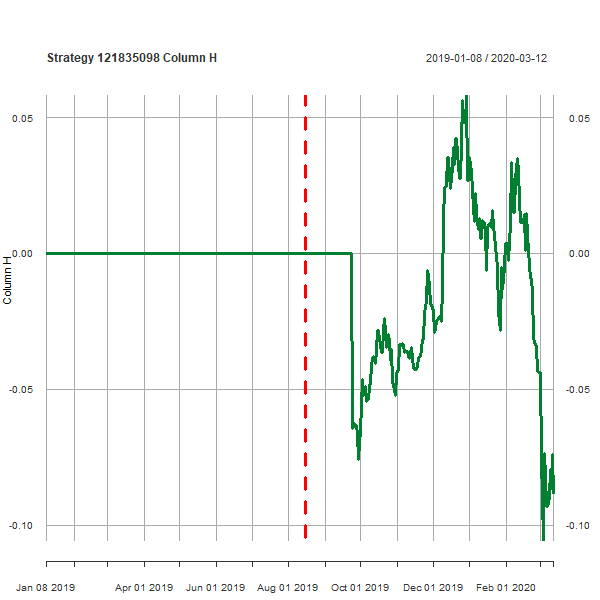 Strategy 121835098 Column H
2019-01-08 / 2020-03-12
0.05
0.05
0.00
0.00
Column H
-0.05
-0.05
-0.10
-0.10
Jan 08 2019
Apr 01 2019
Jun 01 2019
Aug 01 2019
Oct 01 2019
Dec 01 2019
Feb 01 2020